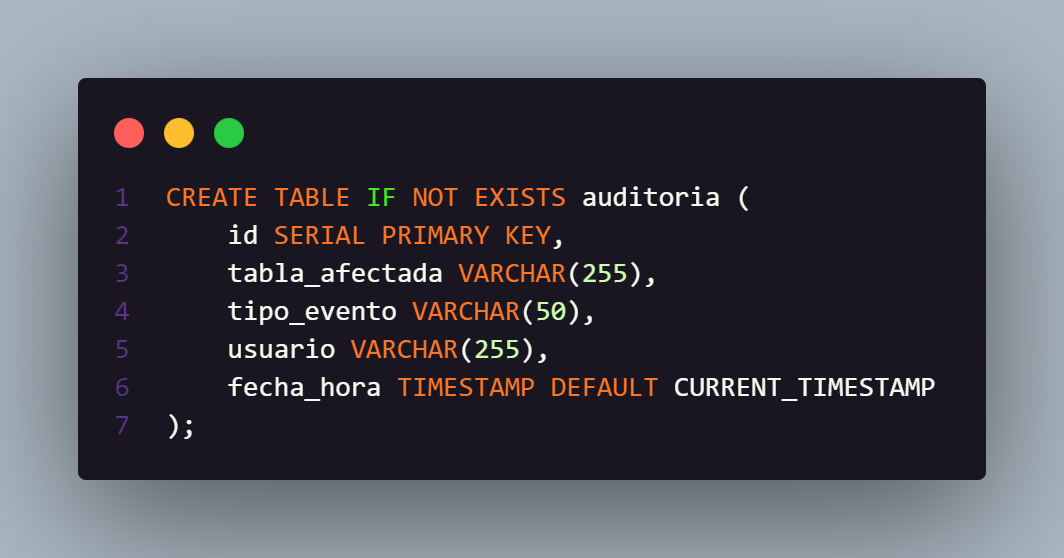 1 CREATE TABLE IF NOT EXISTS auditoria (
2 id SERIAL PRIMARY KEY,
3 tabla_afectada VARCHAR(255),
4 tipo_evento VARCHAR(50),
5 usuario VARCHAR(255),
6 fecha_hora TIMESTAMP DEFAULT CURRENT_TIMESTAMP
7 );